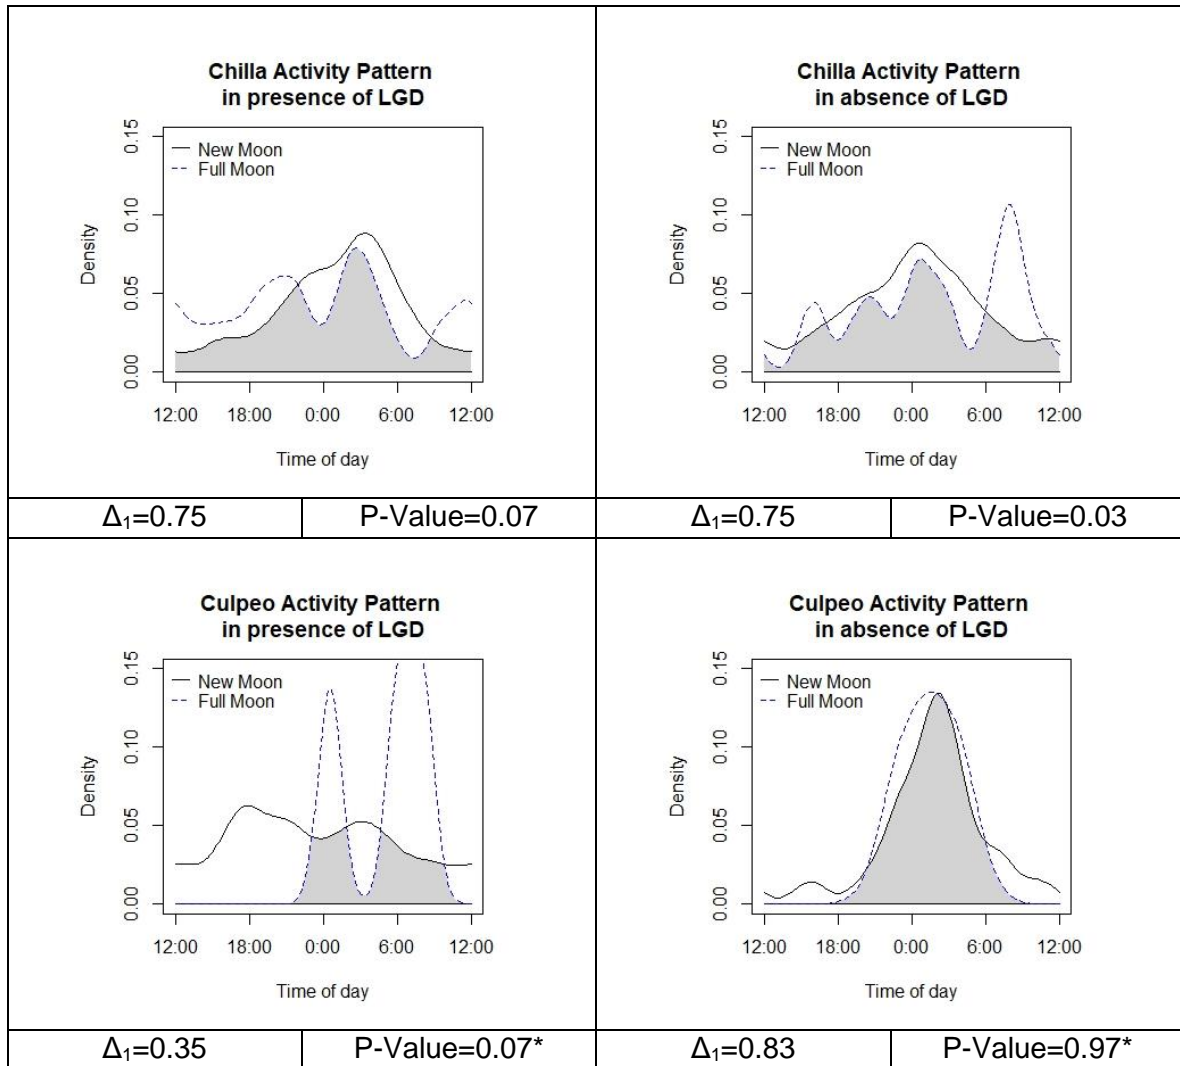 Chilla Activity Pattern
in presence of LGD
0.15
0.10
0.05
0.00
Density
New Moon
Full Moon
12:00 18:00 0:00 6:00 12:00
Time of day
Δ₁=0.75
P-Value=0.07
Chilla Activity Pattern
in absence of LGD
0.15
0.10
0.05
0.00
Density
New Moon
Full Moon
12:00 18:00 0:00 6:00 12:00
Time of day
Δ₁=0.75
P-Value=0.03
Culpeo Activity Pattern
in presence of LGD
0.15
0.10
0.05
0.00
Density
New Moon
Full Moon
12:00 18:00 0:00 6:00 12:00
Time of day
Δ₁=0.35
P-Value=0.07*
Culpeo Activity Pattern
in absence of LGD
0.15
0.10
0.05
0.00
Density
New Moon
Full Moon
12:00 18:00 0:00 6:00 12:00
Time of day
Δ₁=0.83
P-Value=0.97*